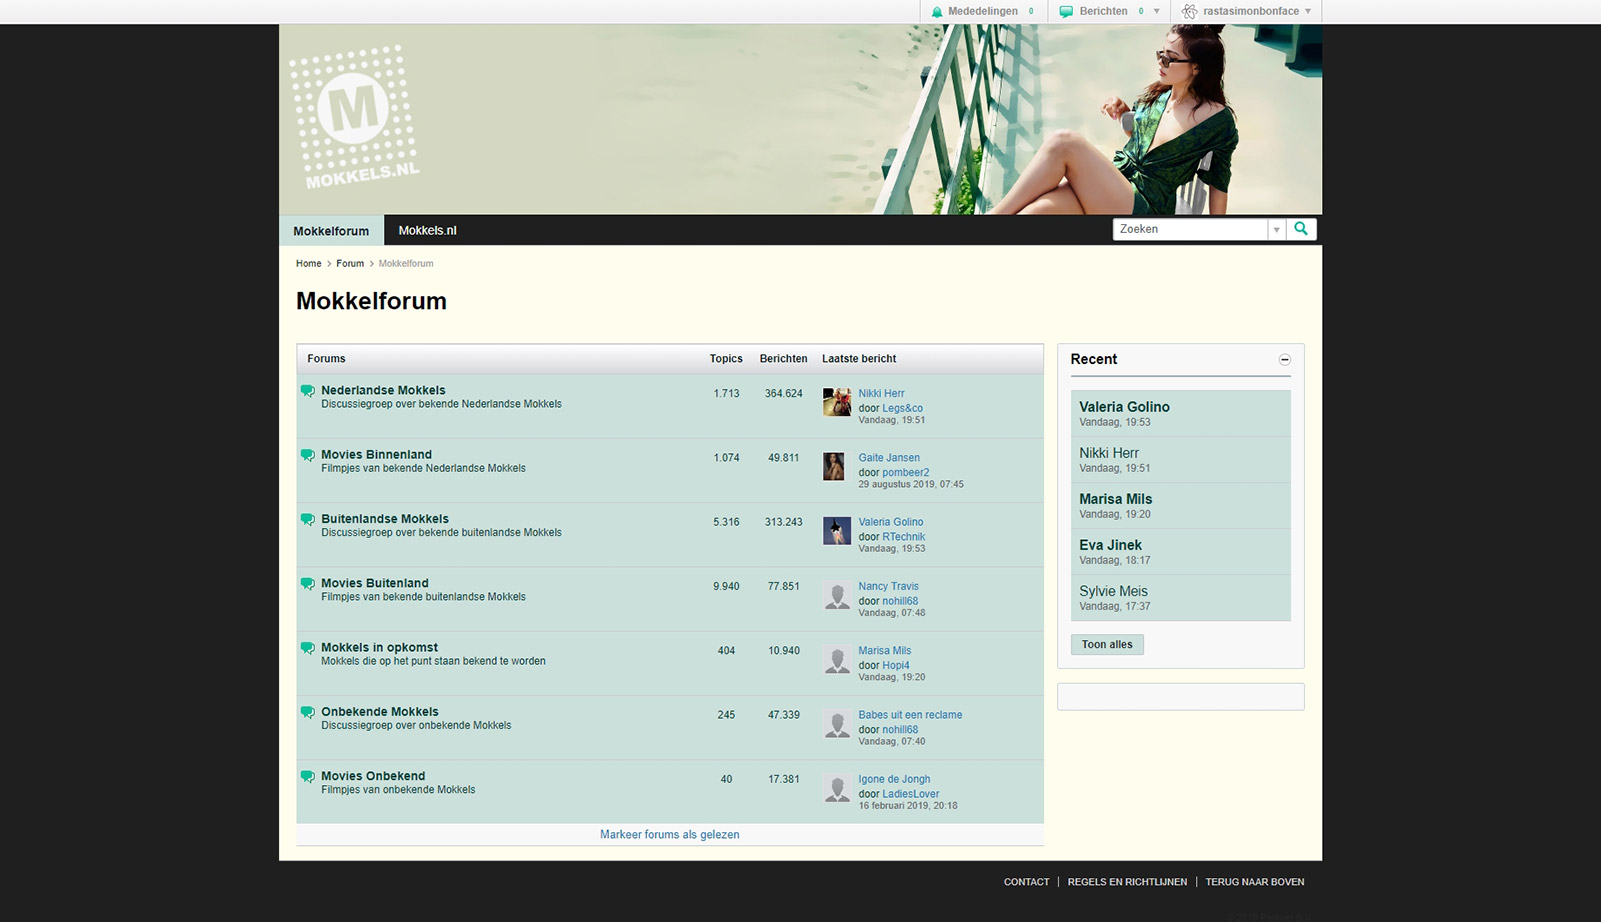 Mededelingen 0 Berichten 0 rastasimonbonface
M
MOKKELS.NL
Mokkelforum Mokkels.nl Zoeken
Home > Forum > Mokkelforum
Mokkelforum
Forums Topics Berichten Laatste bericht
Nederlandse Mokkels
Discussiegroep over bekende Nederlandse Mokkels
1.713 364.624
Nikki Herr
door Legs&co
Vandaag, 19:51
Movies Binnenland
Filmpjes van bekende Nederlandse Mokkels
1.074 49.811
Gaite Jansen
door pombeer2
29 augustus 2019, 07:45
Buitenlandse Mokkels
Discussiegroep over bekende buitenlandse Mokkels
5.316 313.243
Valeria Golino
door RTechnik
Vandaag, 19:53
Movies Buitenland
Filmpjes van bekende buitenlandse Mokkels
9.940 77.851
Nancy Travis
door nohill68
Vandaag, 07:48
Mokkels in opkomst
Mokkels die op het punt staan bekend te worden
404 10.940
Marisa Mils
door Hopi4
Vandaag, 19:20
Onbekende Mokkels
Discussiegroep over onbekende Mokkels
245 47.339
Babes uit een reclame
door nohill68
Vandaag, 07:40
Movies Onbekend
Filmpjes van onbekende Mokkels
40 17.381
Igone de Jongh
door LadiesLover
16 februari 2019, 20:18
Markeer forums als gelezen
Recent
Valeria Golino
Vandaag, 19:53
Nikki Herr
Vandaag, 19:51
Marisa Mils
Vandaag, 19:20
Eva Jinek
Vandaag, 18:17
Sylvie Meis
Vandaag, 17:37
Toon alles
CONTACT | REGELS EN RICHTLIJNEN | TERUG NAAR BOVEN